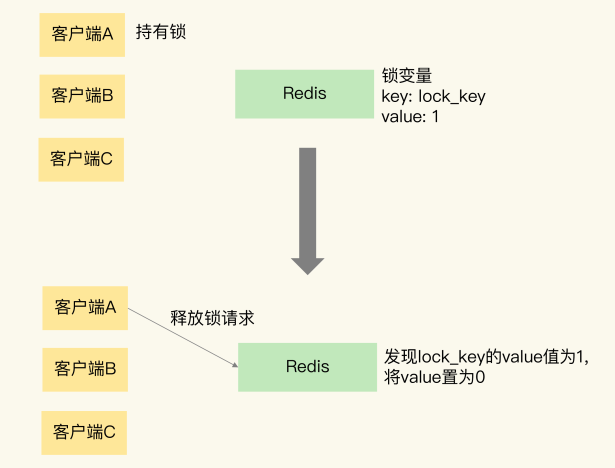 客户端A
持有锁
客户端B
客户端C
Redis
锁变量
key: lock_key
value: 1
客户端A
释放锁请求
客户端B
客户端C
Redis
发现lock_key的value值为1,
将value置为0